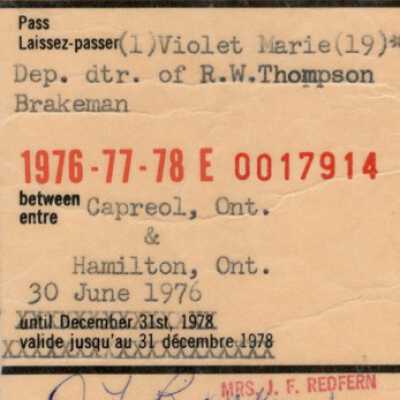 Pass
Laissez-passer (1)Violet Marie(19)*
Dep. dtr. of R.W.Thompson
Brakeman
1976-77-78 E 0017914
between
entre Capreol, Ont.
&
Hamilton, Ont.
30 June 1976
until December 31st, 1978
valide jusqu'au 31 décembre 1978
MRS. J. F. REDFERN